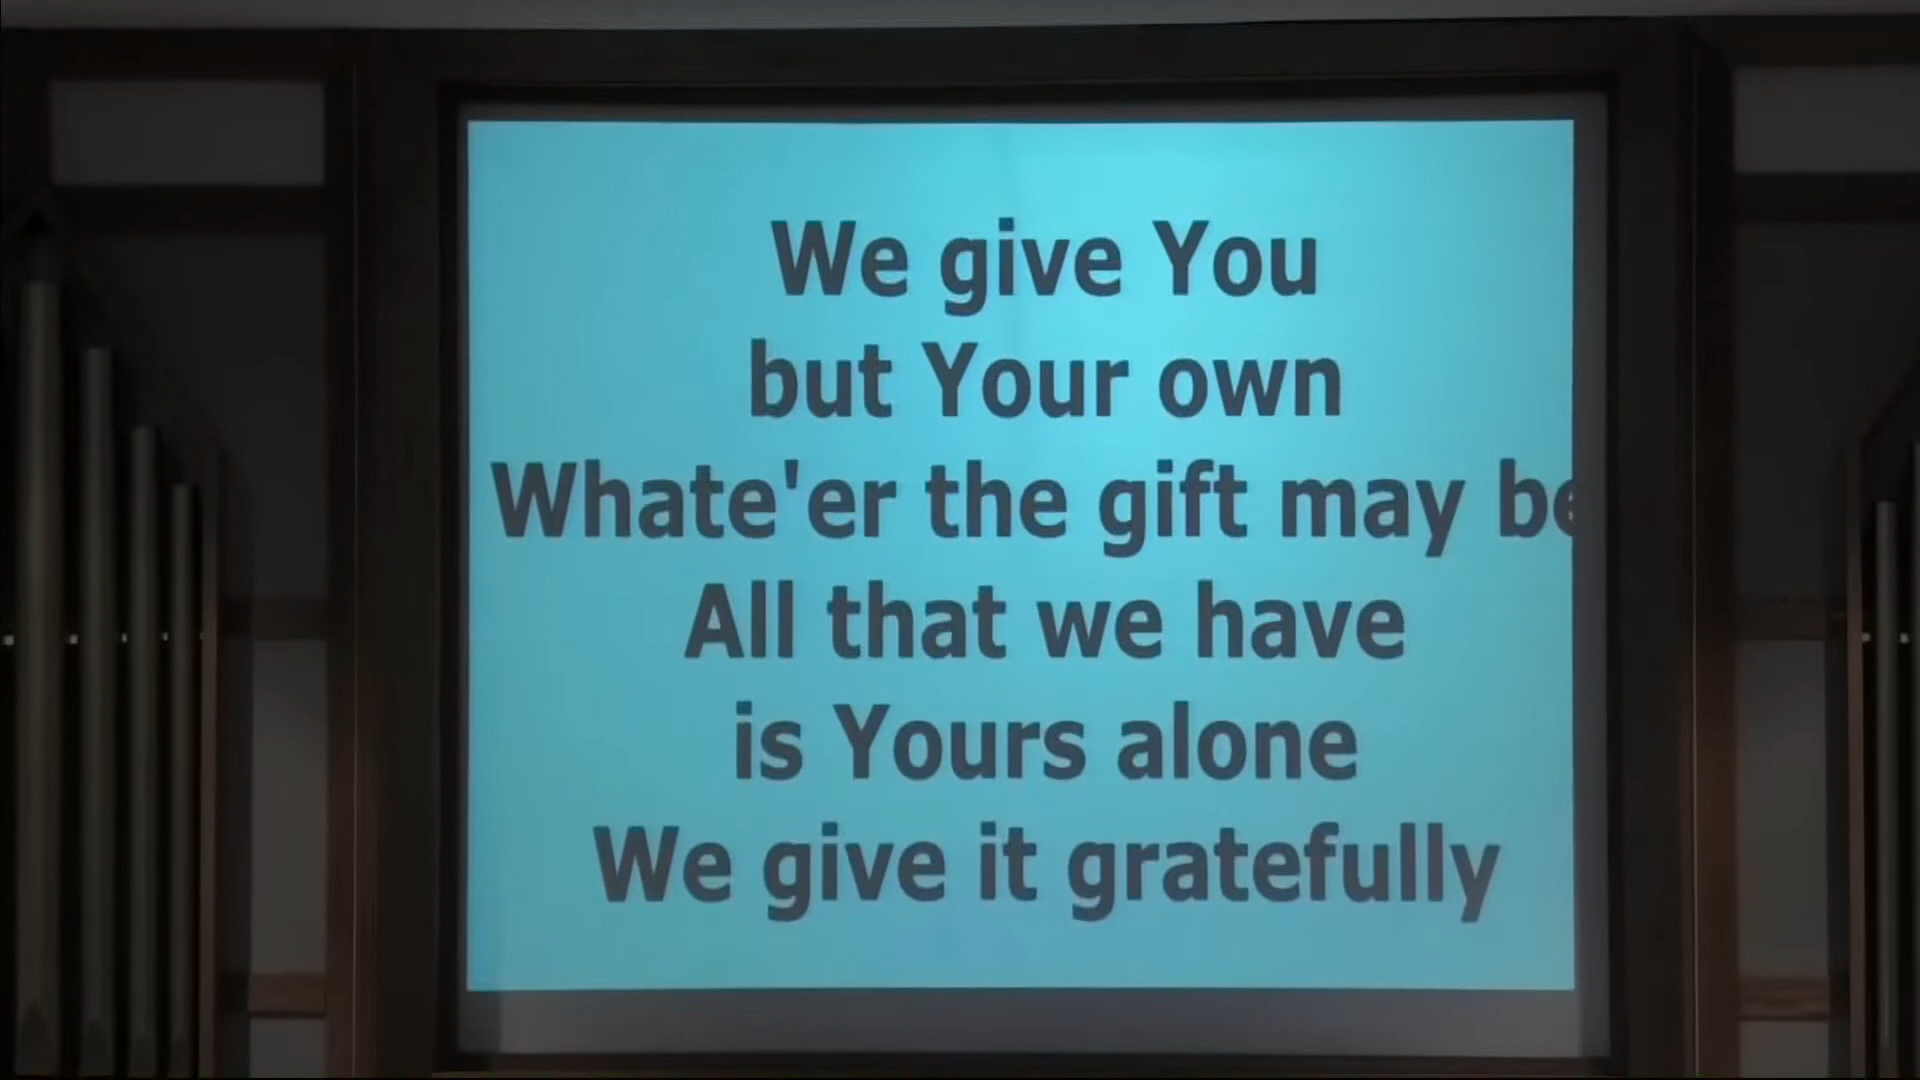 We give You
but Your own
Whate'er the gift may be
All that we have
is Yours alone
We give it gratefully